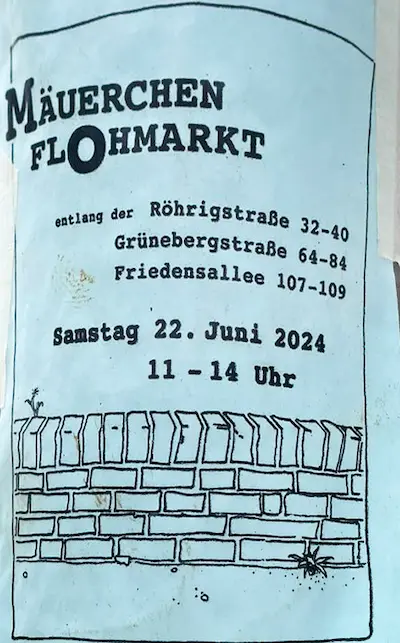 MÄUERCHEN
FLOHMARKT
entlang der Röhrigstraße 32-40
Grünebergstraße 64-84
Friedensallee 107-109
Samstag 22. Juni 2024
11 - 14 Uhr